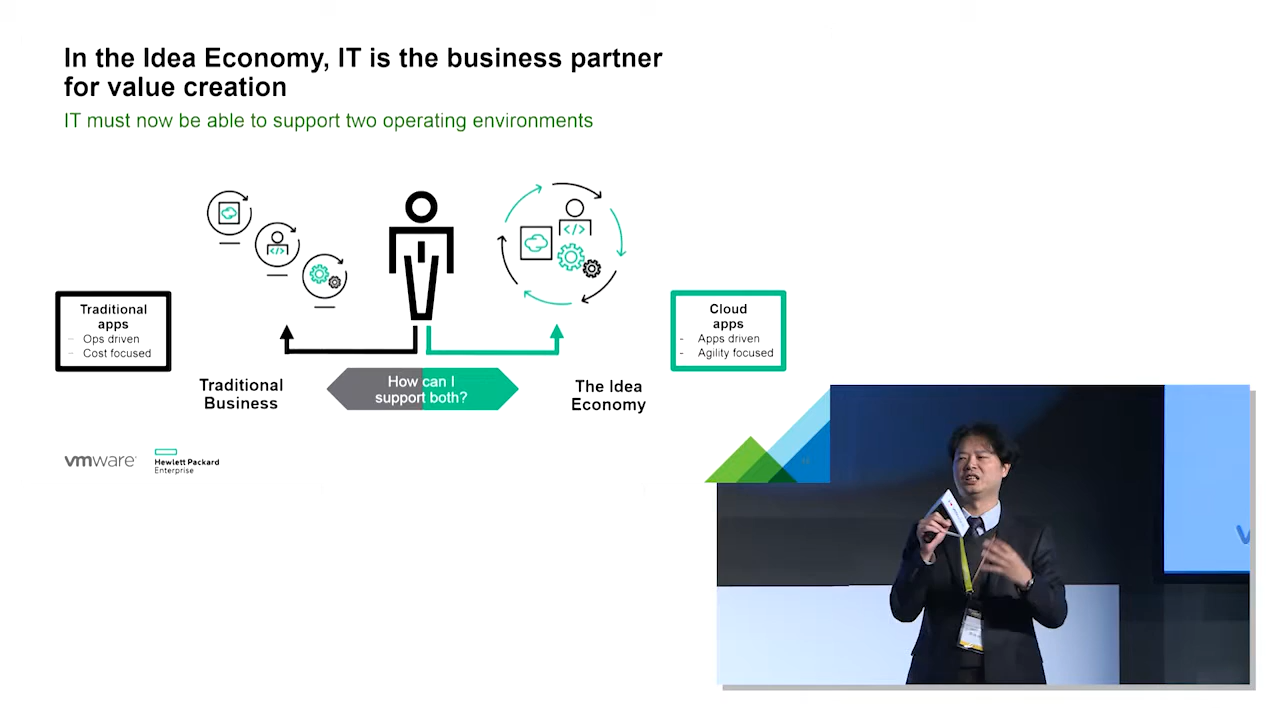 In the Idea Economy, IT is the business partner
for value creation
IT must now be able to support two operating environments
Traditional
apps
- Ops driven
- Cost focused
Cloud
apps
- Apps driven
- Agility focused
How can I
support both?
Traditional
Business
The Idea
Economy
vmware
Hewlett Packard
Enterprise